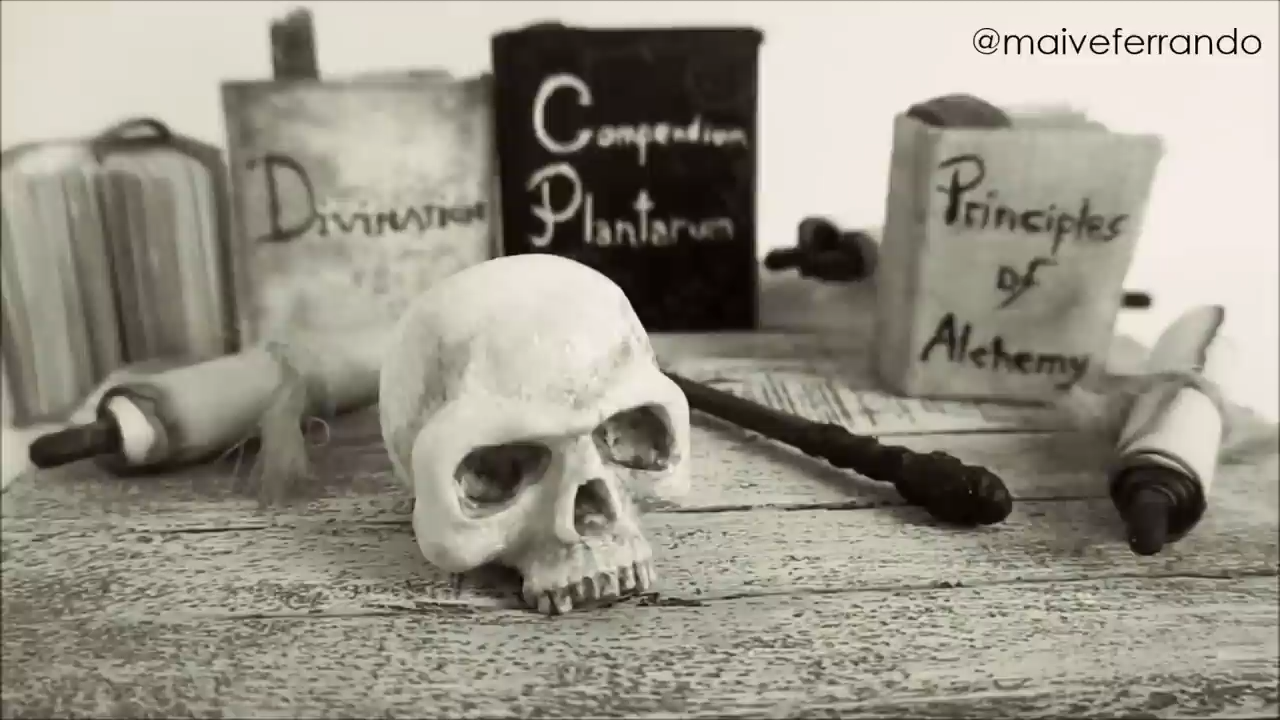 @maiveferrando
Divination
Compendium
Plantarum
Principles
of
Alchemy